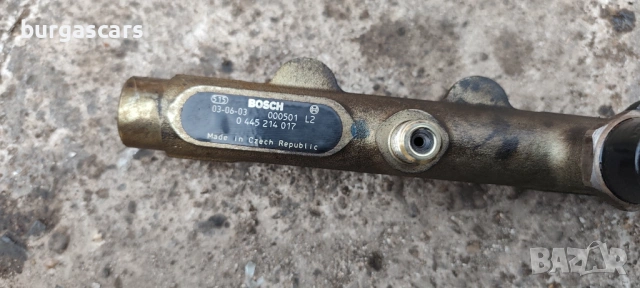 burgascars
BOSCH
03-06-03 000501 L2
0 445 214 017
Made in Czech Republic
BAZAR